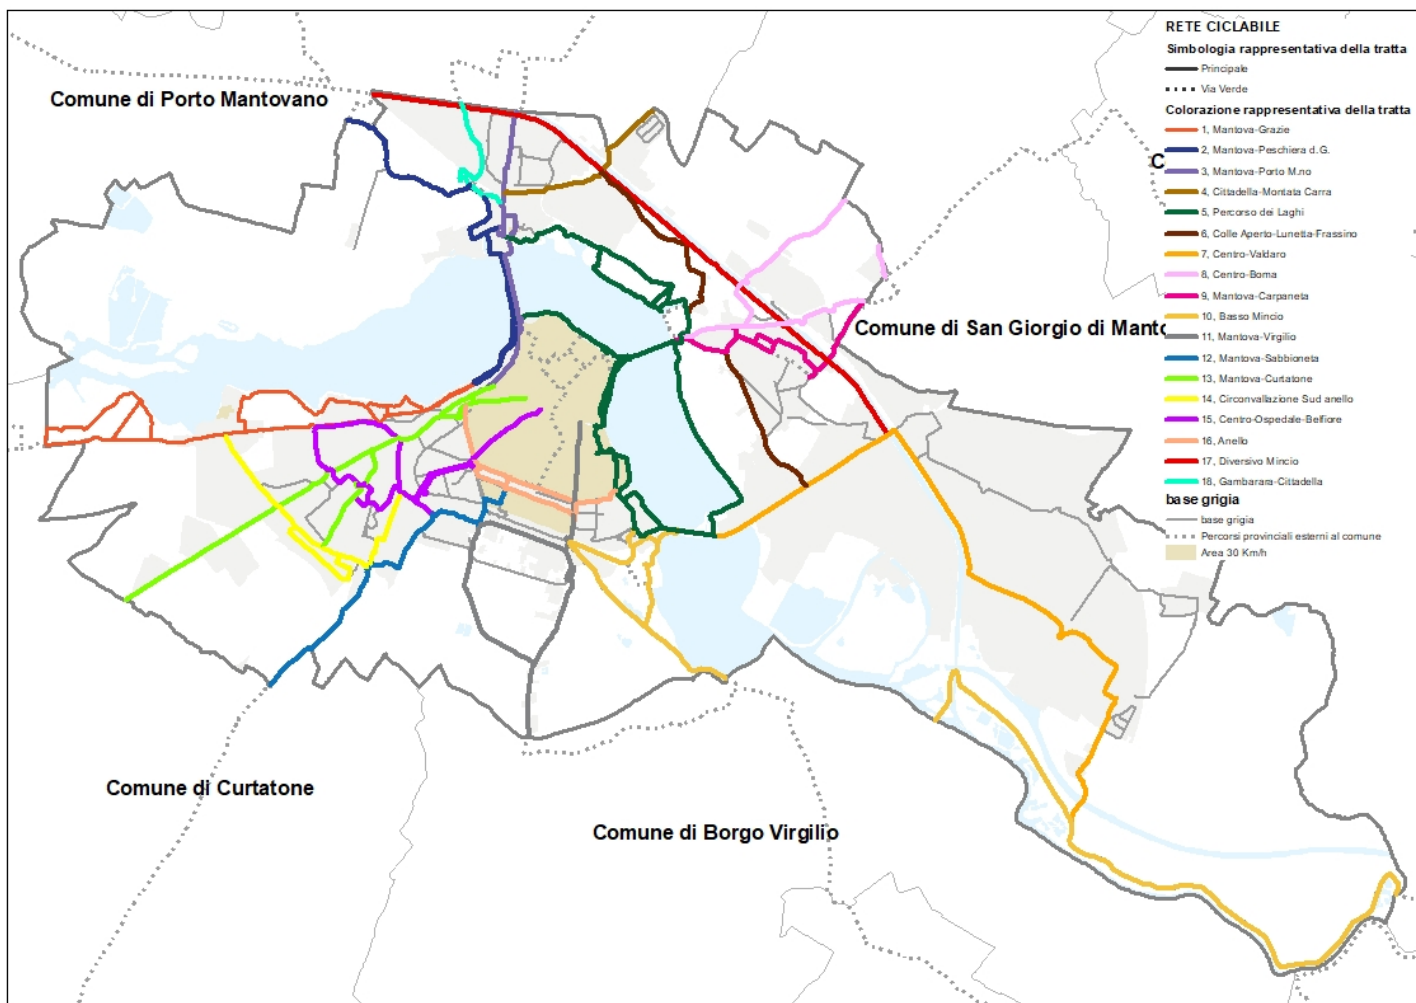 RETE CICLABILE
Simbologia rappresentativa della tratta
Principale
Via Verde
Colorazione rappresentativa della tratta
1, Mantova-Grazie
2, Mantova-Peschiera d.G.
3, Mantova-Porto M.no
4, Cittadella-Montata Carra
5, Percorso dei Laghi
6, Colle Aperto-Lunetta-Frassino
7, Centro-Valdaro
8, Centro-Boma
9, Mantova-Carpaneta
10, Basso Mincio
11, Mantova-Virgilio
12, Mantova-Sabbioneta
13, Mantova-Curtatone
14, Circonvallazione Sud anello
15, Centro-Ospedale-Belfiore
16, Anello
17, Diversivo Mincio
18, Gambarara-Cittadella
base grigia
base grigia
Percorsi provinciali esterni al comune
Area 30 Km/h
Comune di Porto Mantovano
C
Comune di San Giorgio di Manto
Comune di Curtatone
Comune di Borgo Virgilio